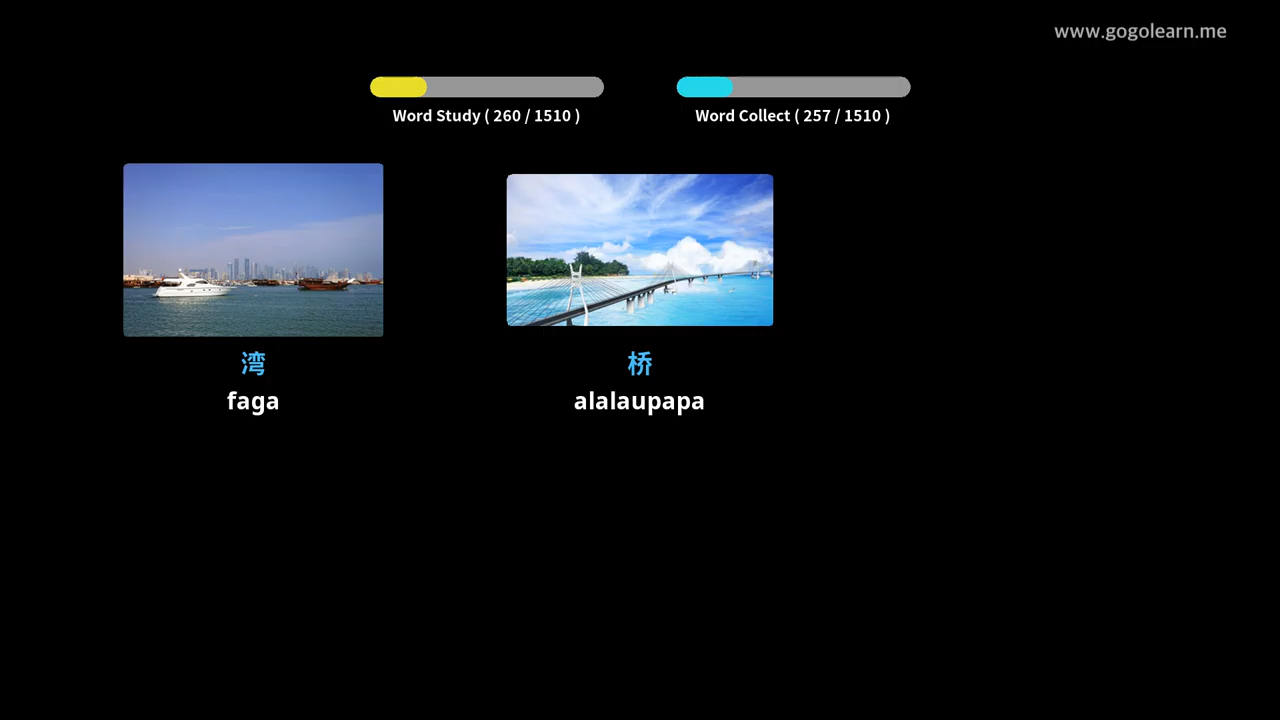 www.gogolearn.me
Word Study ( 260 / 1510 )
Word Collect ( 257 / 1510 )
湾
faga
桥
alalaupapa